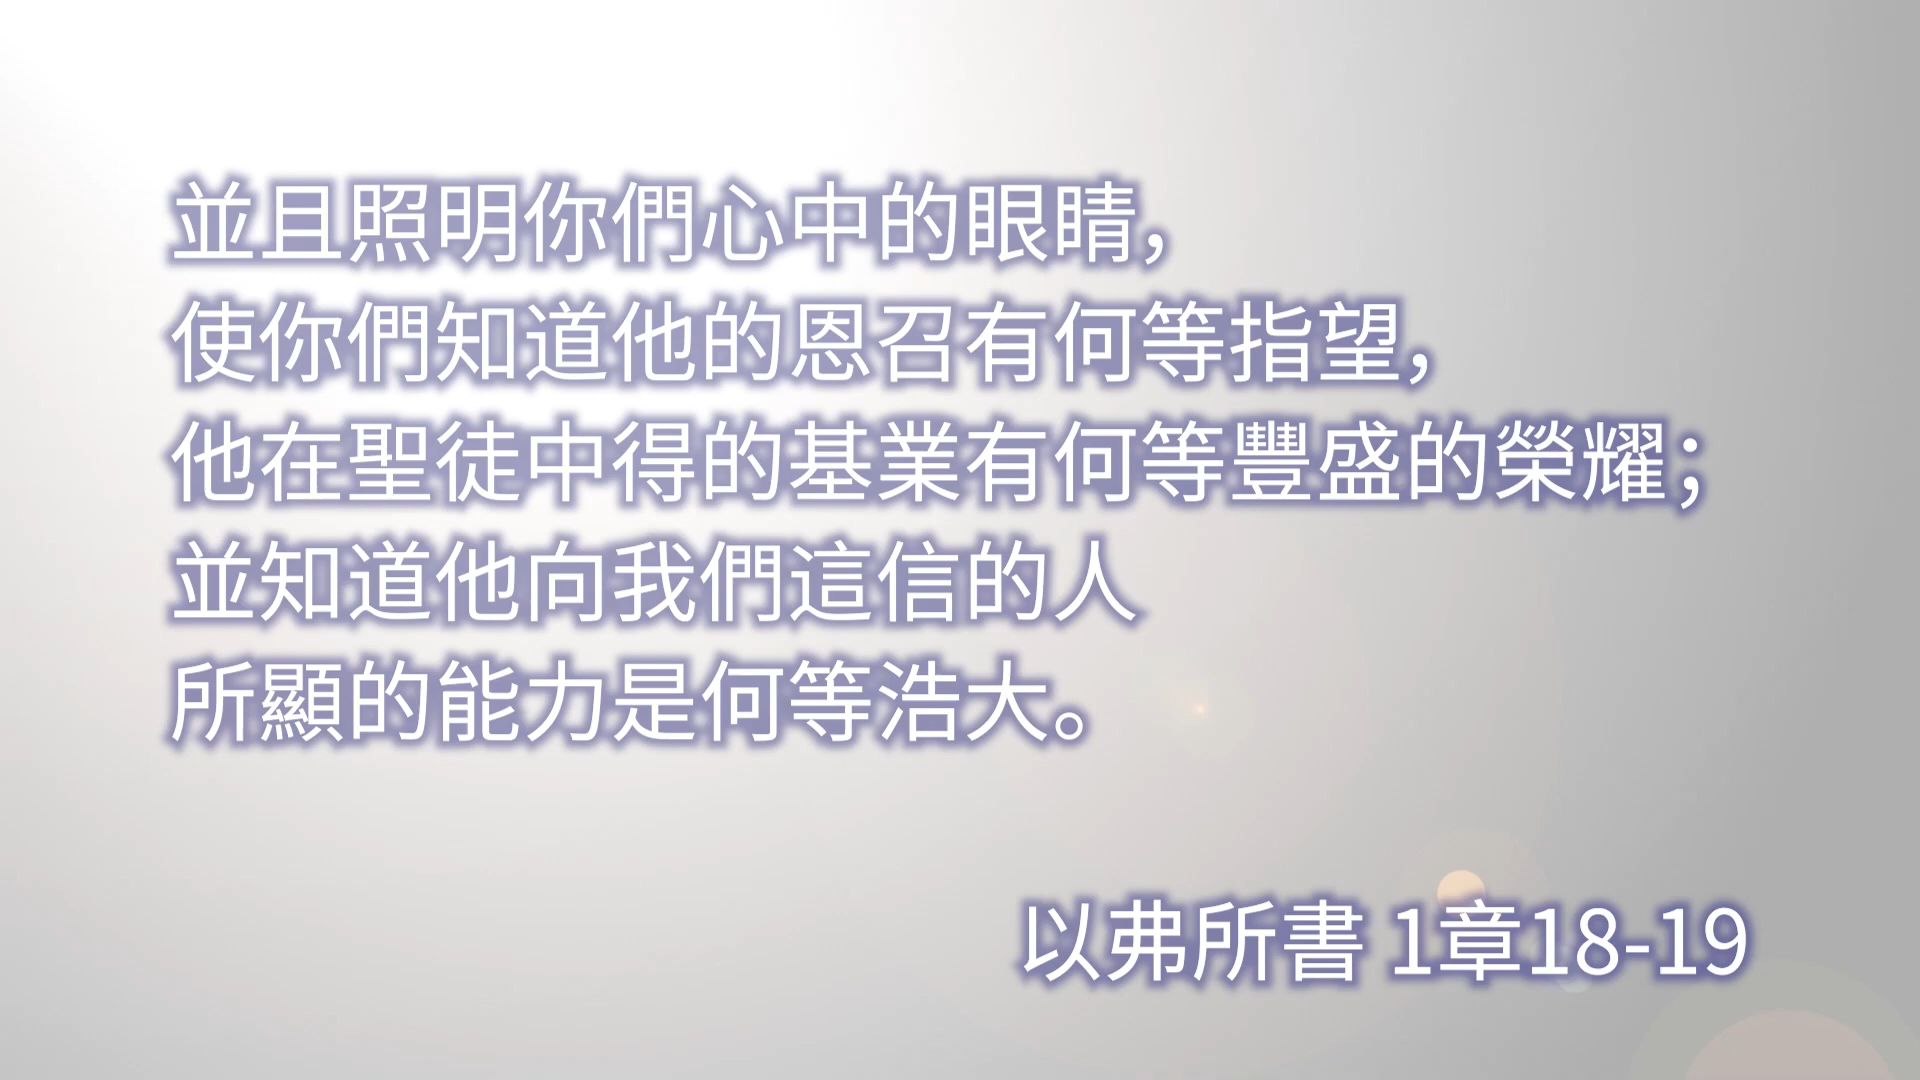 並且照明你們心中的眼睛，
使你們知道他的恩召有何等指望，
他在聖徒中得的基業有何等豐盛的榮耀；
並知道他向我們這信的人
所顯的能力是何等浩大。
以弗所書 1章18-19